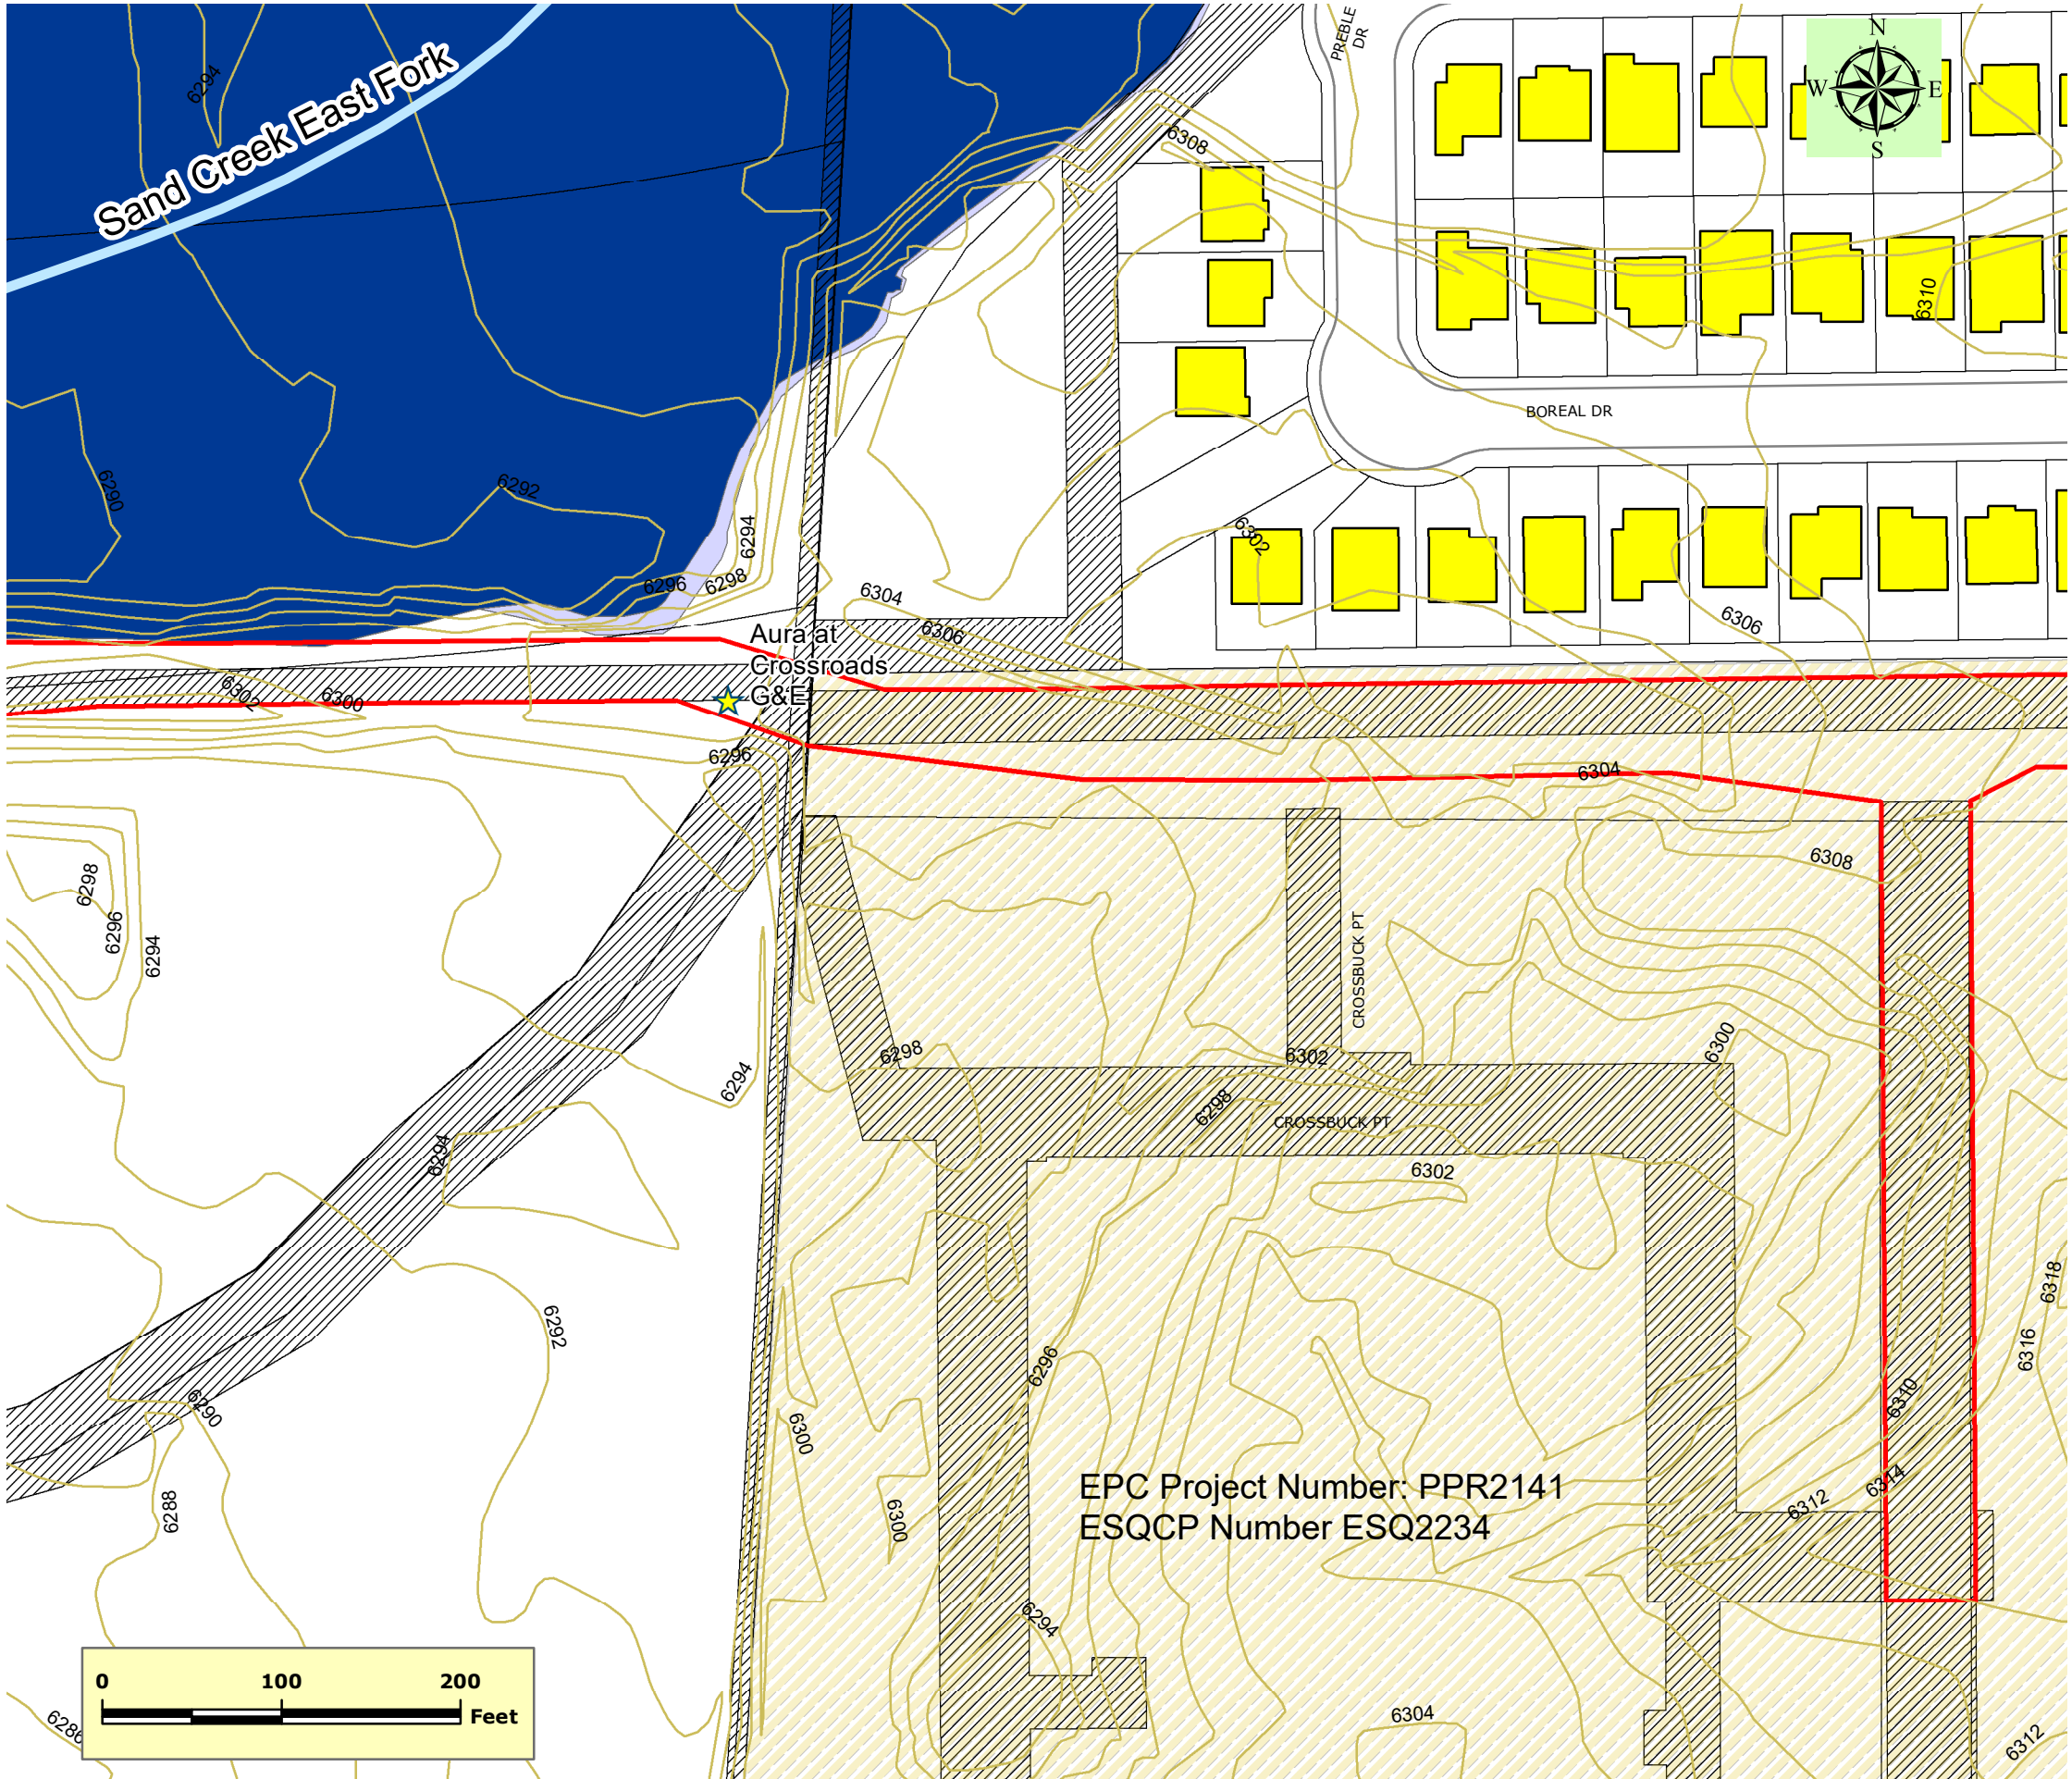 PREBLE
DR
N
W
E
S
6294
Sand Creek East Fork
6308
6310
BOREAL DR
6290
6292
6294
6302
6296
6298
6304
6306
6306
Aura at
Crossroads
G&E
6302
6300
6296
6304
6308
6298
6296
6294
CROSSBUCK PT
6300
6298
6302
6294
6298
CROSSBUCK PT
6294
6302
6318
6292
6316
6296
6310
6290
6300
6314
EPC Project Number: PPR2141
ESQCP Number ESQ2234
6312
6288
6300
6294
0 100 200
Feet
6286
6304
6312